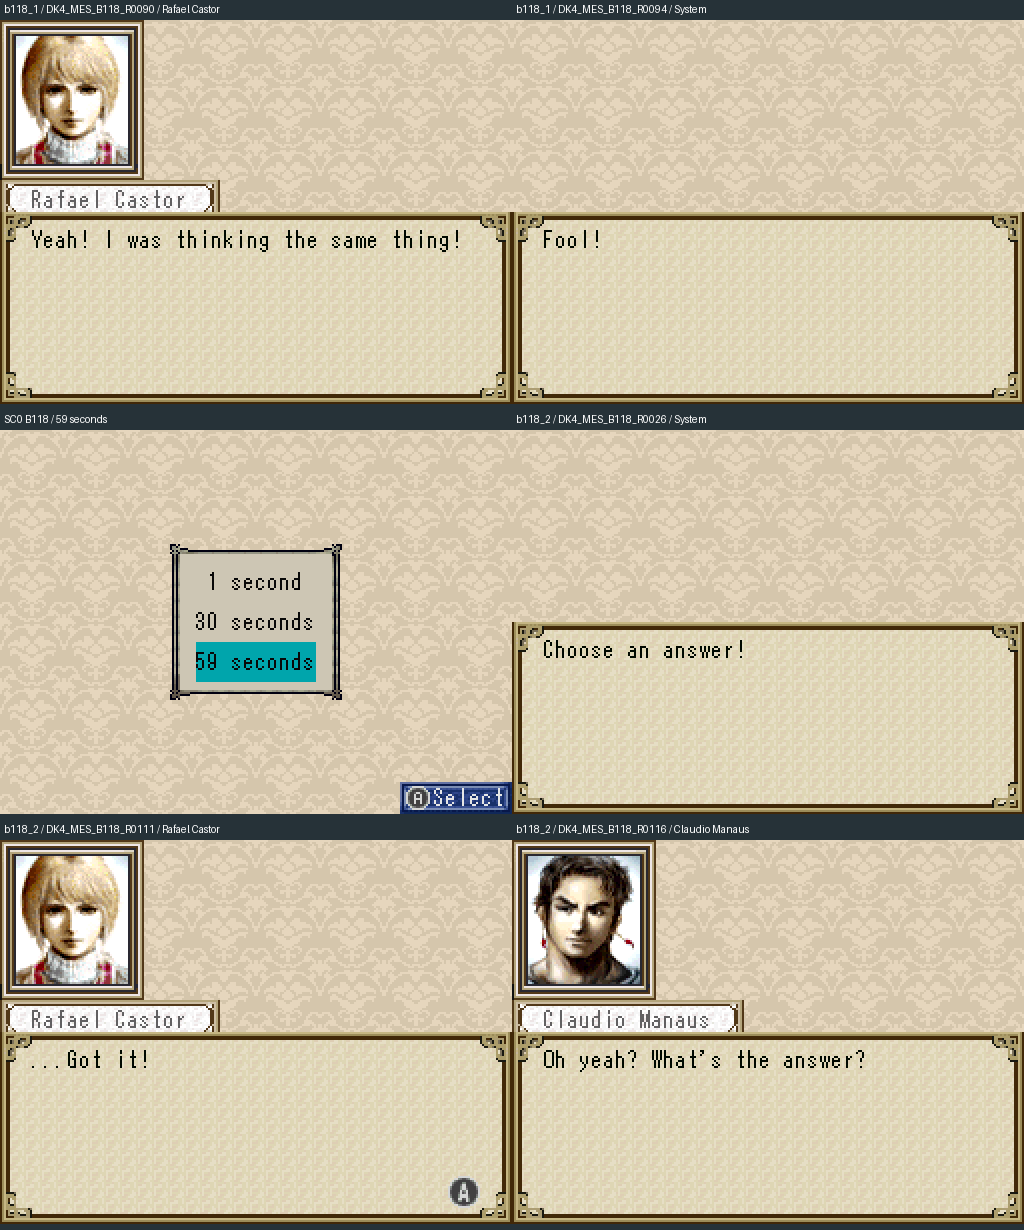 b118_1 / DK4_MES_B118_R0090 / Rafael Castor
b118_1 / DK4_MES_B118_R0094 / System
Rafael Castor
Yeah! I was thinking the same thing!
Fool!
SC0 B118 / 59 seconds
b118_2 / DK4_MES_B118_R0026 / System
1 second
30 seconds
59 seconds
A Select
Choose an answer!
b118_2 / DK4_MES_B118_R0111 / Rafael Castor
b118_2 / DK4_MES_B118_R0116 / Claudio Manaus
Rafael Castor
...Got it!
A
Claudio Manaus
Oh yeah? What's the answer?